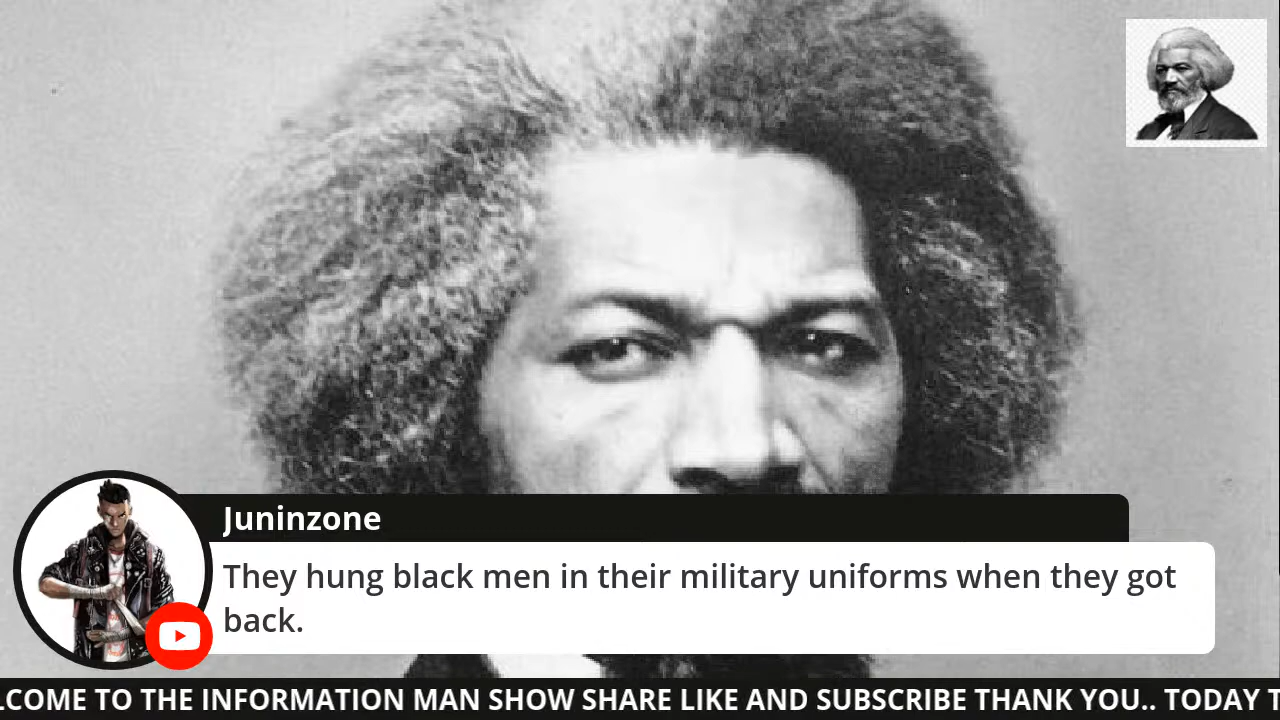 Juninzone
They hung black men in their military uniforms when they got
back.
COME TO THE INFORMATION MAN SHOW SHARE LIKE AND SUBSCRIBE THANK YOU.. TODAY